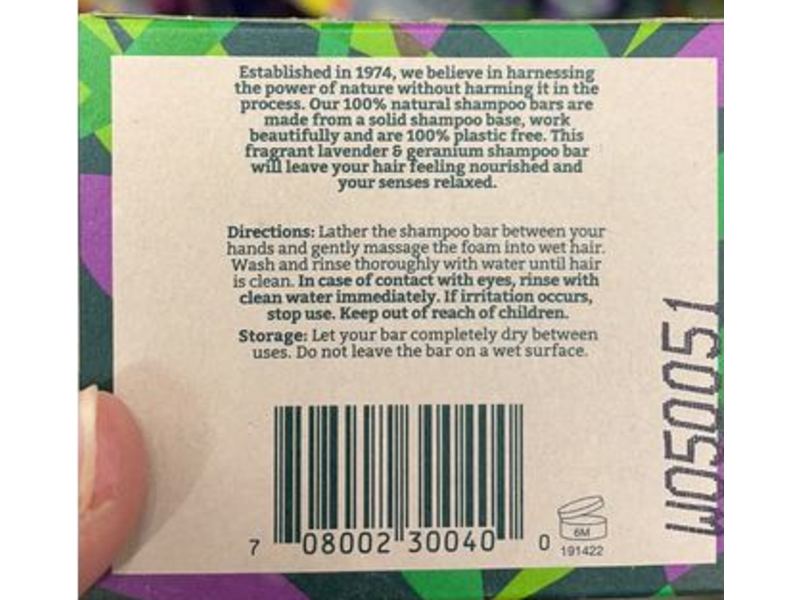 Established in 1974, we believe in harnessing
the power of nature without harming it in the
process. Our 100% natural shampoo bars are
made from a solid shampoo base, work
beautifully and are 100% plastic free. This
fragrant lavender & geranium shampoo bar
will leave your hair feeling nourished and
your senses relaxed.
Directions: Lather the shampoo bar between your
hands and gently massage the foam into wet hair.
Wash and rinse thoroughly with water until hair
is clean. In case of contact with eyes, rinse with
clean water immediately. If irritation occurs,
stop use. Keep out of reach of children.
Storage: Let your bar completely dry between
uses. Do not leave the bar on a wet surface.
7 08002 30040 0
6M
191422
W050051